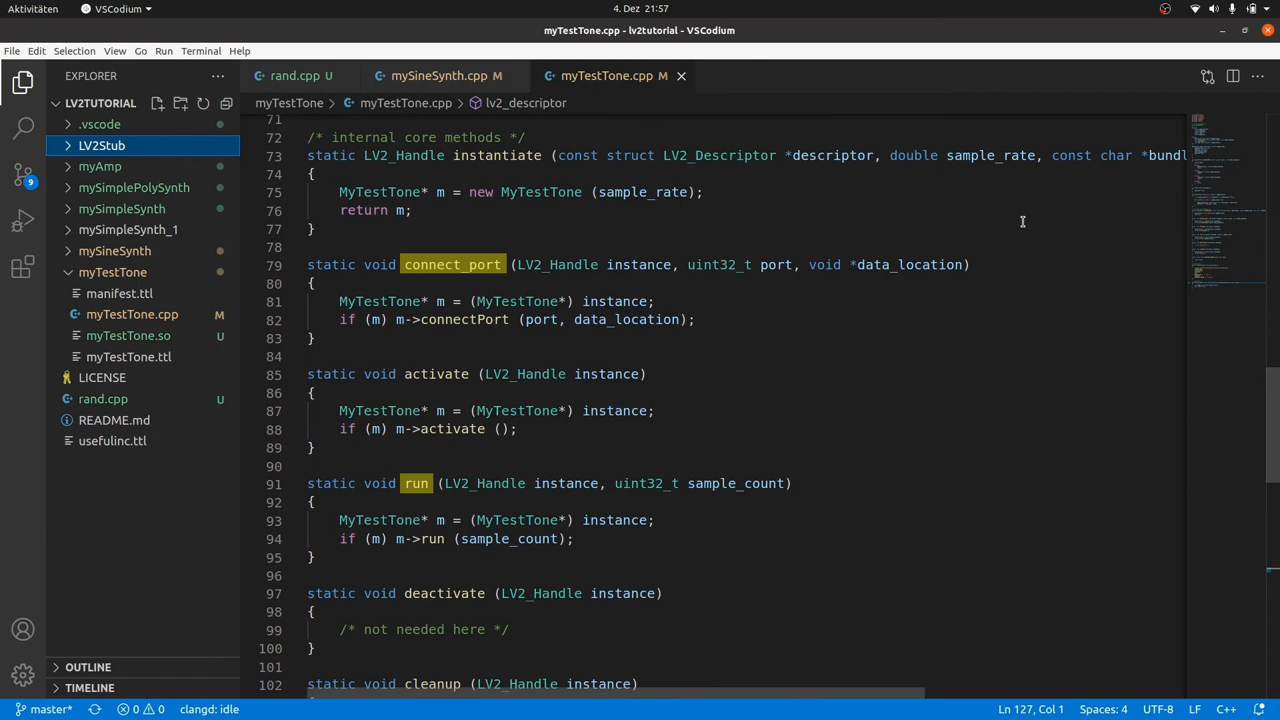 Aktivitäten
VSCodium
4. Dez 21:57
myTestTone.cpp - lv2tutorial - VSCodium
File Edit Selection View Go Run Terminal Help
EXPLORER
rand.cpp U
mySineSynth.cpp M
myTestTone.cpp M
LV2TUTORIAL
myTestTone > myTestTone.cpp > lv2_descriptor
.vscode
LV2Stub
myAmp
mySimplePolySynth
mySimpleSynth
mySimpleSynth_1
mySineSynth
myTestTone
manifest.ttl
myTestTone.cpp M
myTestTone.so U
myTestTone.ttl
LICENSE
rand.cpp U
README.md
usefulinc.ttl
OUTLINE
TIMELINE
9
71
72 /* internal core methods */
73 static LV2_Handle instantiate (const struct LV2_Descriptor *descriptor, double sample_rate, const char *bundl
74 {
75 MyTestTone* m = new MyTestTone (sample_rate);
76 return m;
77 }
78
79 static void connect_port (LV2_Handle instance, uint32_t port, void *data_location)
80 {
81 MyTestTone* m = (MyTestTone*) instance;
82 if (m) m->connectPort (port, data_location);
83 }
84
85 static void activate (LV2_Handle instance)
86 {
87 MyTestTone* m = (MyTestTone*) instance;
88 if (m) m->activate ();
89 }
90
91 static void run (LV2_Handle instance, uint32_t sample_count)
92 {
93 MyTestTone* m = (MyTestTone*) instance;
94 if (m) m->run (sample_count);
95 }
96
97 static void deactivate (LV2_Handle instance)
98 {
99 /* not needed here */
100 }
101
102 static void cleanup (LV2_Handle instance)
master* 0 0 clangd: idle
Ln 127, Col 1 Spaces: 4 UTF-8 LF C++